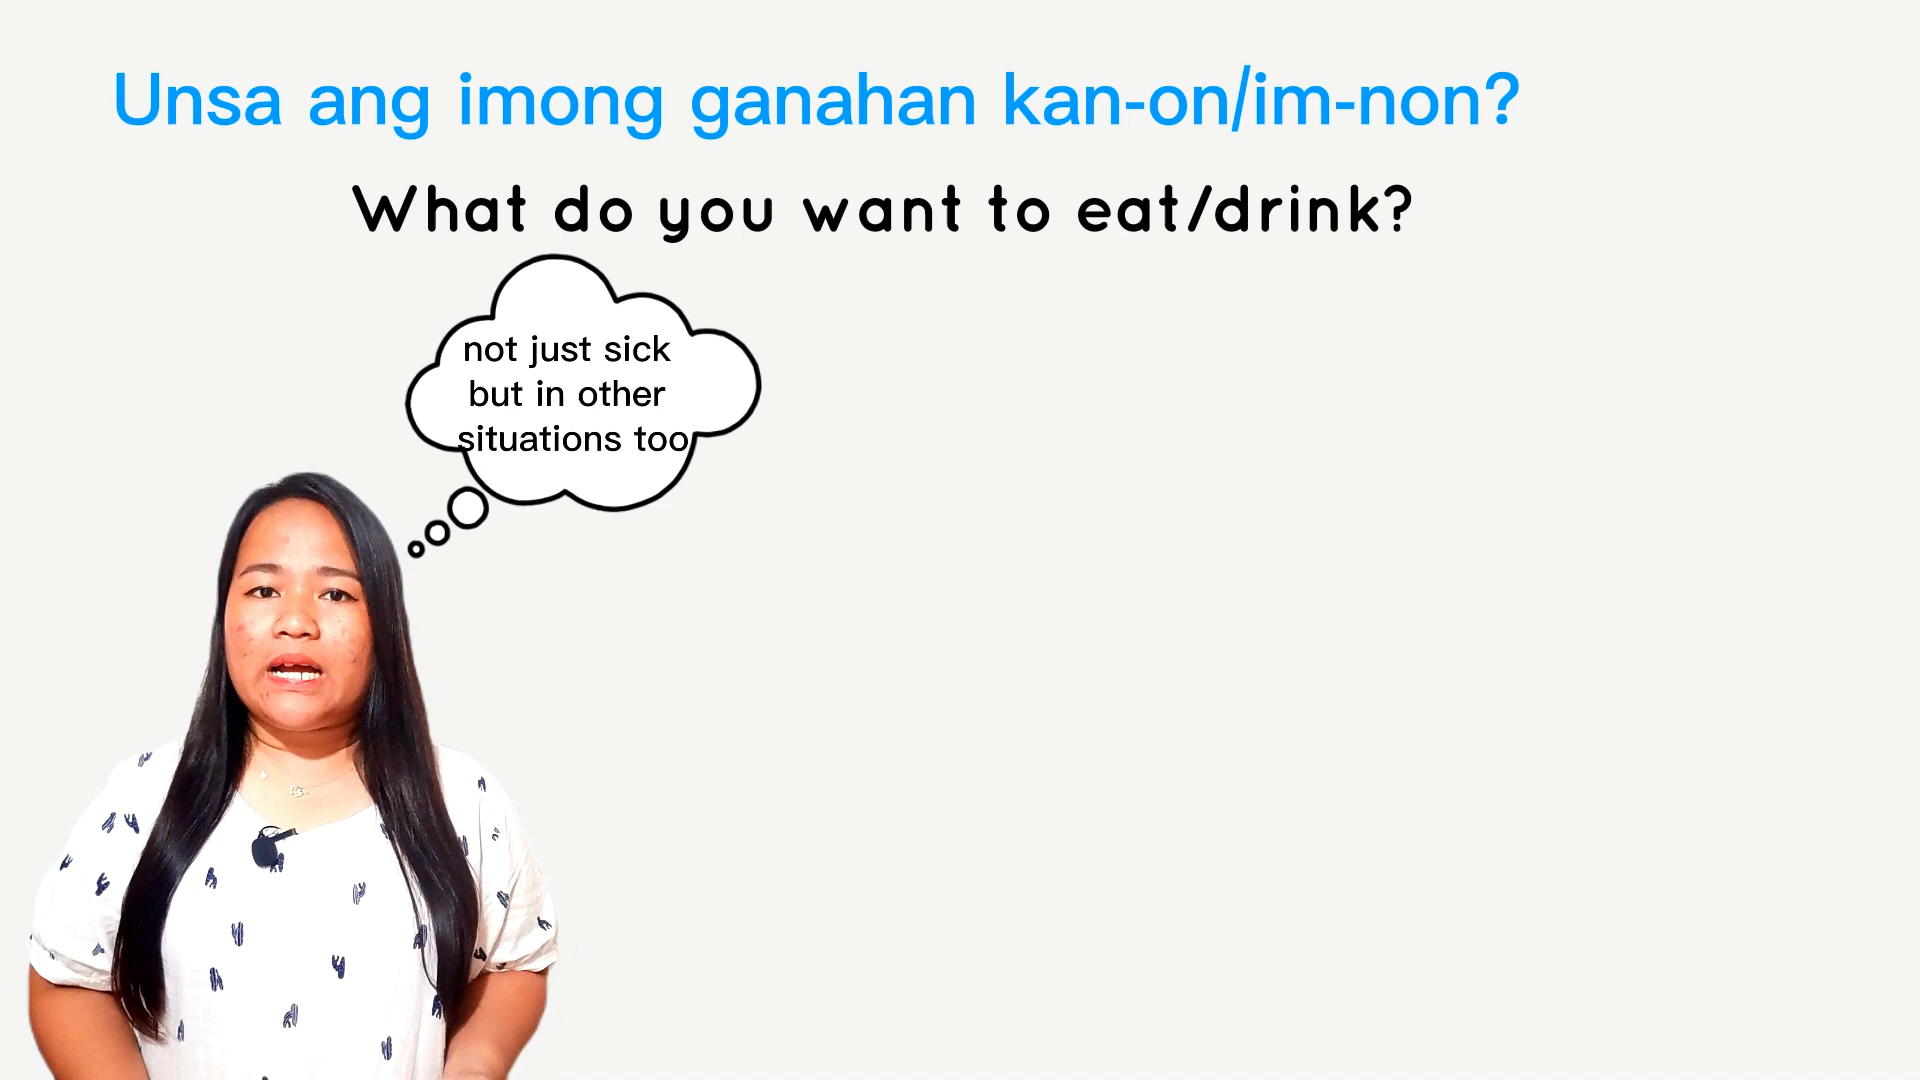 Unsa ang imong ganahan kan-on/im-non?
What do you want to eat/drink?
not just sick
but in other
situations too